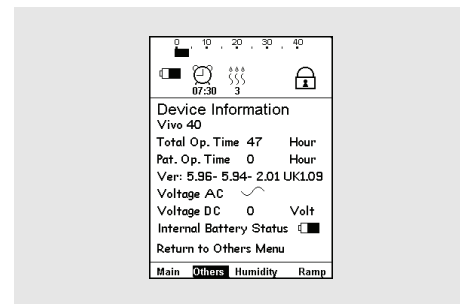 0 10 20 30 40
07:30 3
Device Information
Vivo 40
Total Op. Time 47 Hour
Pat. Op. Time 0 Hour
Ver: 5.96- 5.94- 2.01 UK1.09
Voltage AC
Voltage DC 0 Volt
Internal Battery Status
Return to Others Menu
Main Others Humidity Ramp